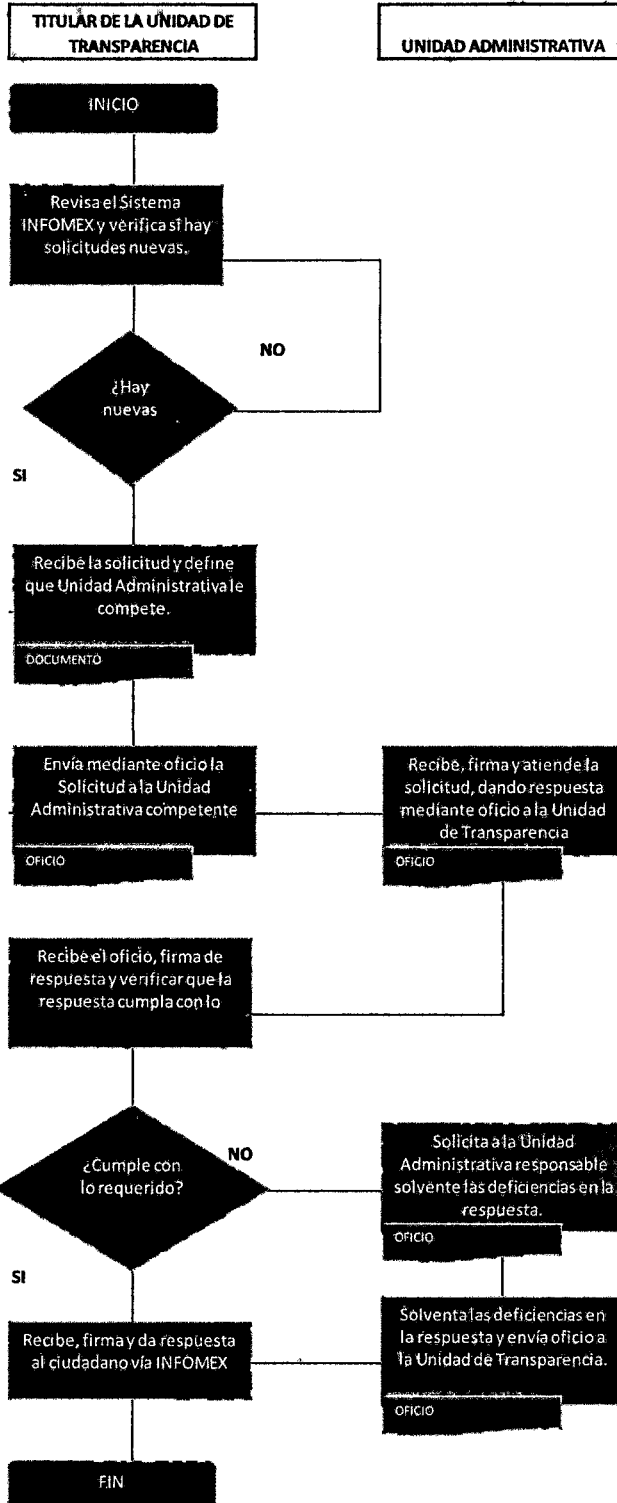 TITULAR DE LA UNIDAD DE
TRANSPARENCIA
UNIDAD ADMINISTRATIVA
INICIO
Revisa el Sistema
INFOMEX y verifica si hay
solicitudes nuevas.
NO
¿Hay
nuevas
SI
Recibe la solicitud y define
que Unidad Administrativa le
compete.
DOCUMENTO
Envía mediante oficio la
Solicitud a la Unidad
Administrativa competente
OFICIO
Recibe, firma y atiende la
solicitud, dando respuesta
mediante oficio a la Unidad
de Transparencia
OFICIO
Recibe el oficio, firma de
respuesta y verificar que la
respuesta cumpla con lo
¿Cumple con
lo requerido?
NO
Solicita a la Unidad
Administrativa responsable
solvente las deficiencias en la
respuesta.
OFICIO
SI
Recibe, firma y da respuesta
al ciudadano vía INFOMEX
Solventa las deficiencias en
la respuesta y envía oficio a
la Unidad de Transparencia.
OFICIO
FIN